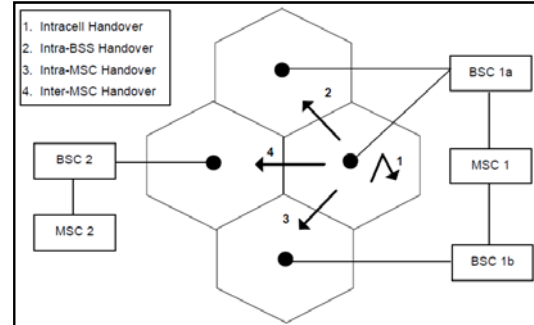 1. Intracell Handover
2. Intra-BSS Handover
3. Intra-MSC Handover
4. Inter-MSC Handover
BSC 1a
2
BSC 2
4
1
MSC 1
MSC 2
3
BSC 1b